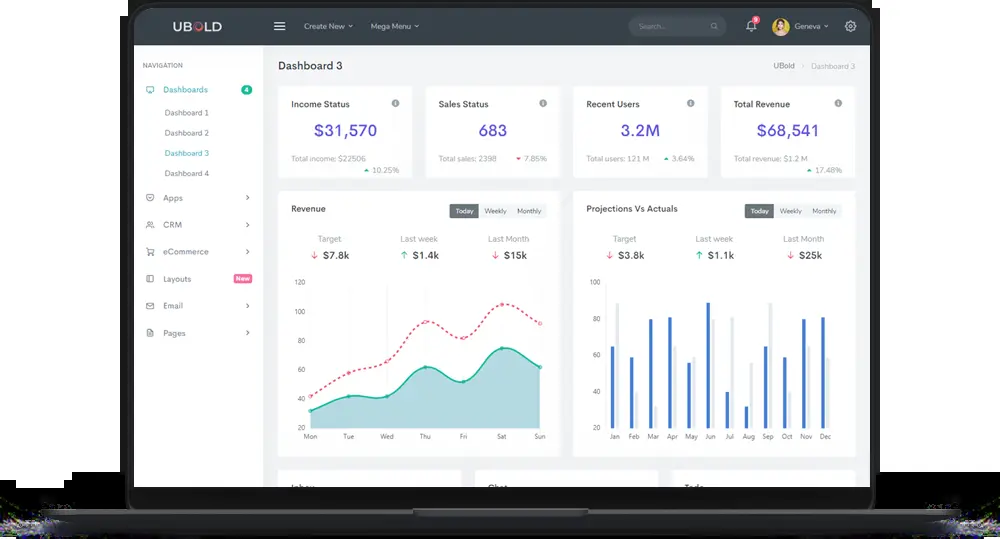 UBOLD
Create New
Mega Menu
Search...
9
Geneva
NAVIGATION
Dashboards
4
Dashboard 1
Dashboard 2
Dashboard 3
Dashboard 4
Apps
CRM
eCommerce
Layouts
New
Email
Pages
Dashboard 3
UBold
Dashboard 3
Income Status
$31,570
Total income: $22506
10.25%
Sales Status
683
Total sales: 2398
7.85%
Recent Users
3.2M
Total users: 121 M
3.64%
Total Revenue
$68,541
Total revenue: $1.2 M
17.48%
Revenue
Today Weekly Monthly
Target Last week Last Month
$7.8k $1.4k $15k
120
100
80
60
40
20
Mon Tue Wed Thu Fri Sat Sun
Projections Vs Actuals
Today Weekly Monthly
Target Last week Last Month
$3.8k $1.1k $25k
100
80
60
40
20
Jan Feb Mar Apr May Jun Jul Aug Sep Oct Nov Dec
Inbox
Chat
Todo